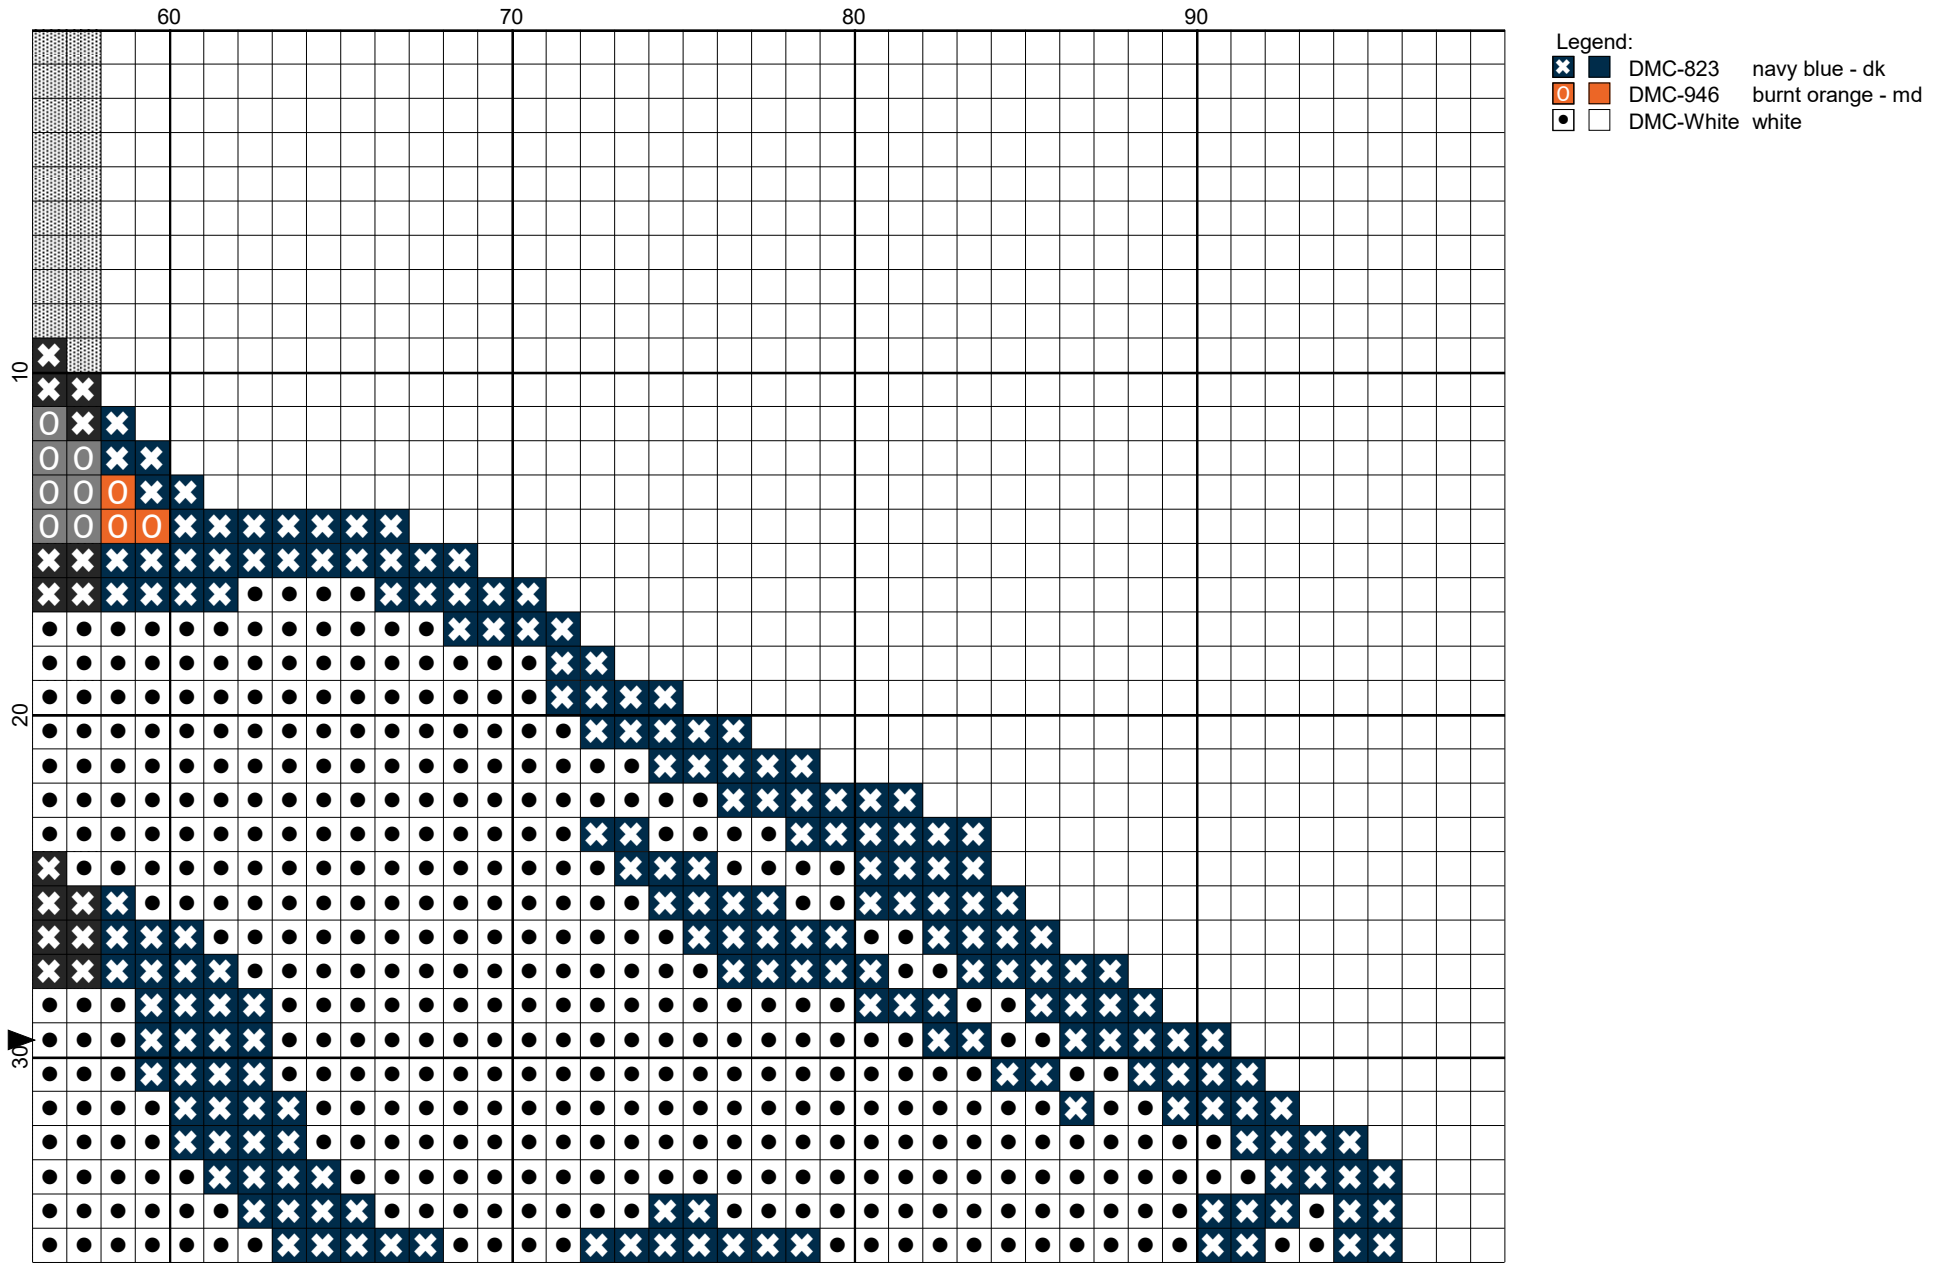 60 70 80 90
Legend:
DMC-823 navy blue - dk
DMC-946 burnt orange - md
DMC-White white
10
20
30